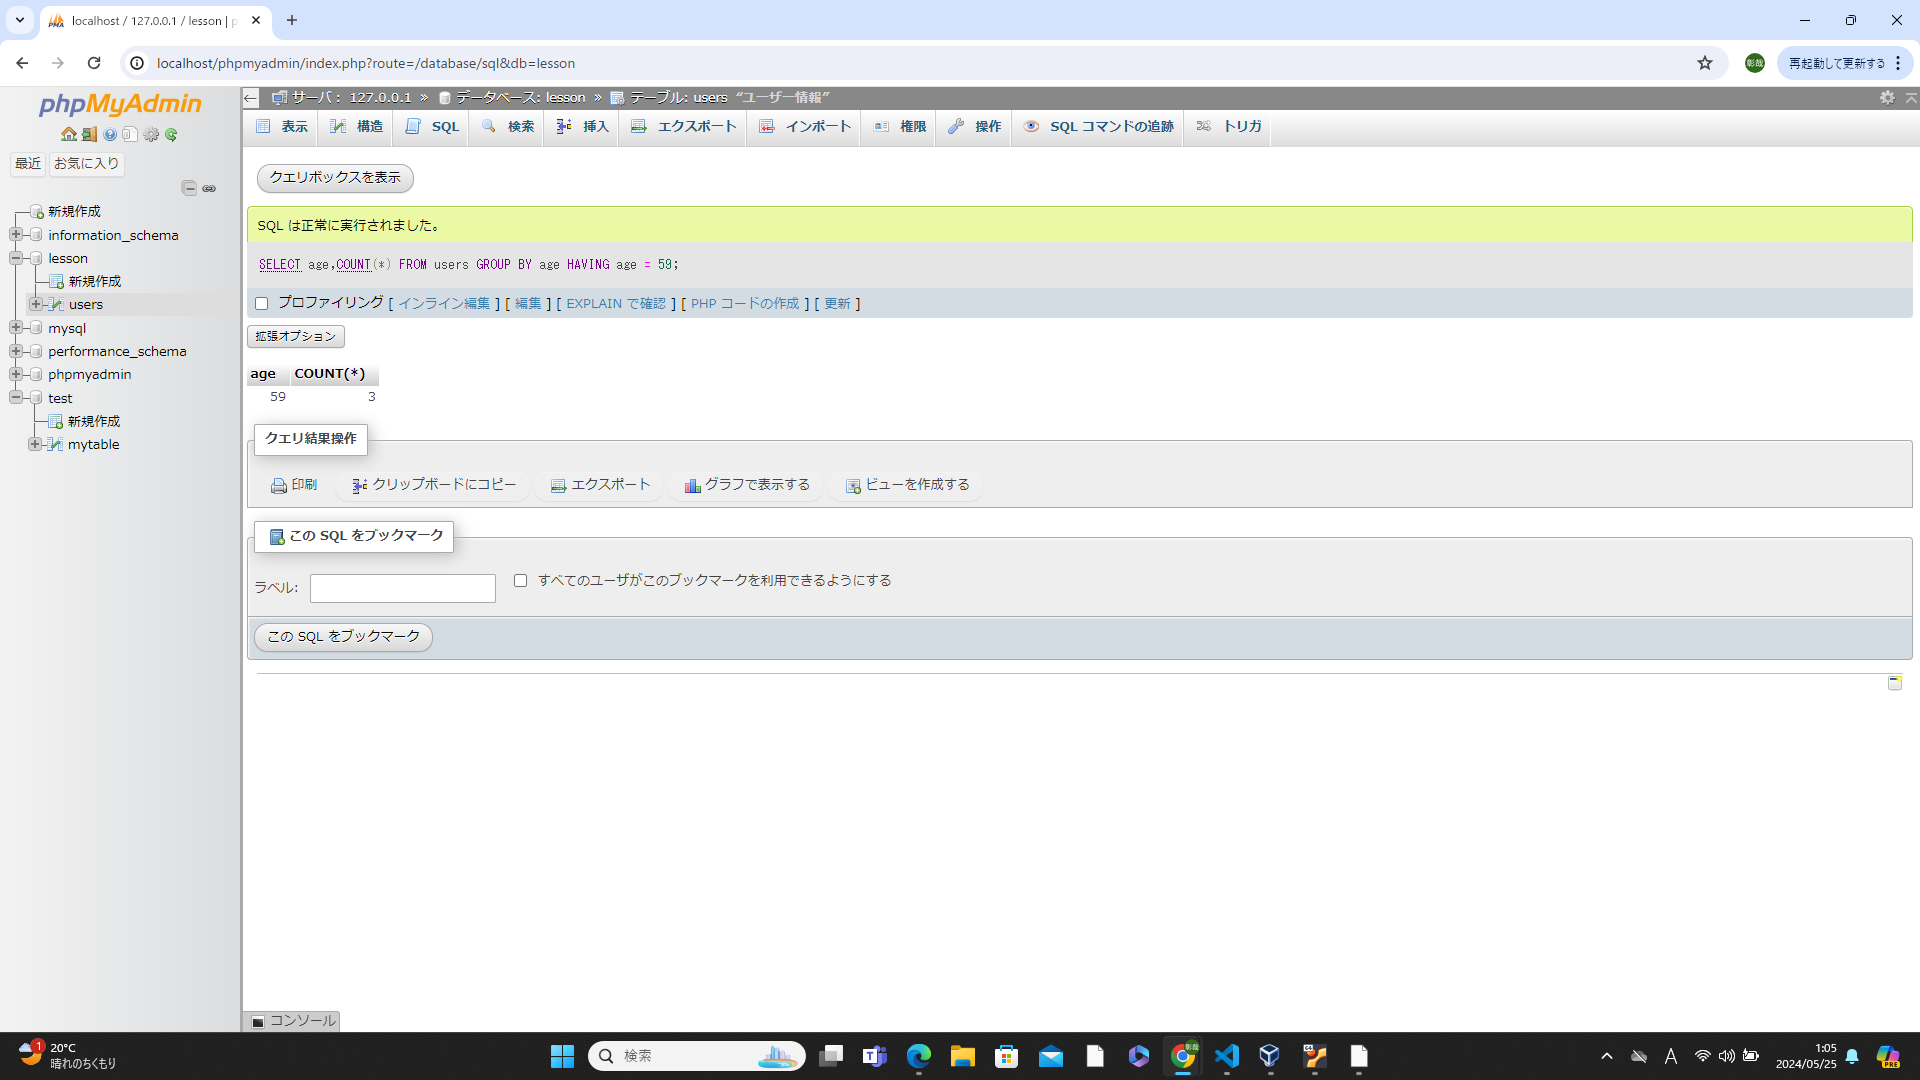 localhost / 127.0.0.1 / lesson | p
localhost/phpmyadmin/index.php?route=/database/sql&db=lesson
彰哉
再起動して更新する
phpMyAdmin
最近
お気に入り
新規作成
information_schema
lesson
新規作成
users
mysql
performance_schema
phpmyadmin
test
新規作成
mytable
サーバ： 127.0.0.1 » データベース: lesson » テーブル: users “ユーザー情報”
表示
構造
SQL
検索
挿入
エクスポート
インポート
権限
操作
SQL コマンドの追跡
トリガ
クエリボックスを表示
SQL は正常に実行されました。
SELECT age,COUNT(*) FROM users GROUP BY age HAVING age = 59;
プロファイリング [ インライン編集 ] [ 編集 ] [ EXPLAIN で確認 ] [ PHP コードの作成 ] [ 更新 ]
拡張オプション
age COUNT(*)
59 3
クエリ結果操作
印刷 クリップボードにコピー エクスポート グラフで表示する ビューを作成する
この SQL をブックマーク
ラベル:
すべてのユーザがこのブックマークを利用できるようにする
この SQL をブックマーク
コンソール
1
20°C
晴れのちくもり
検索
彰哉
A
1:05
2024/05/25
PRE